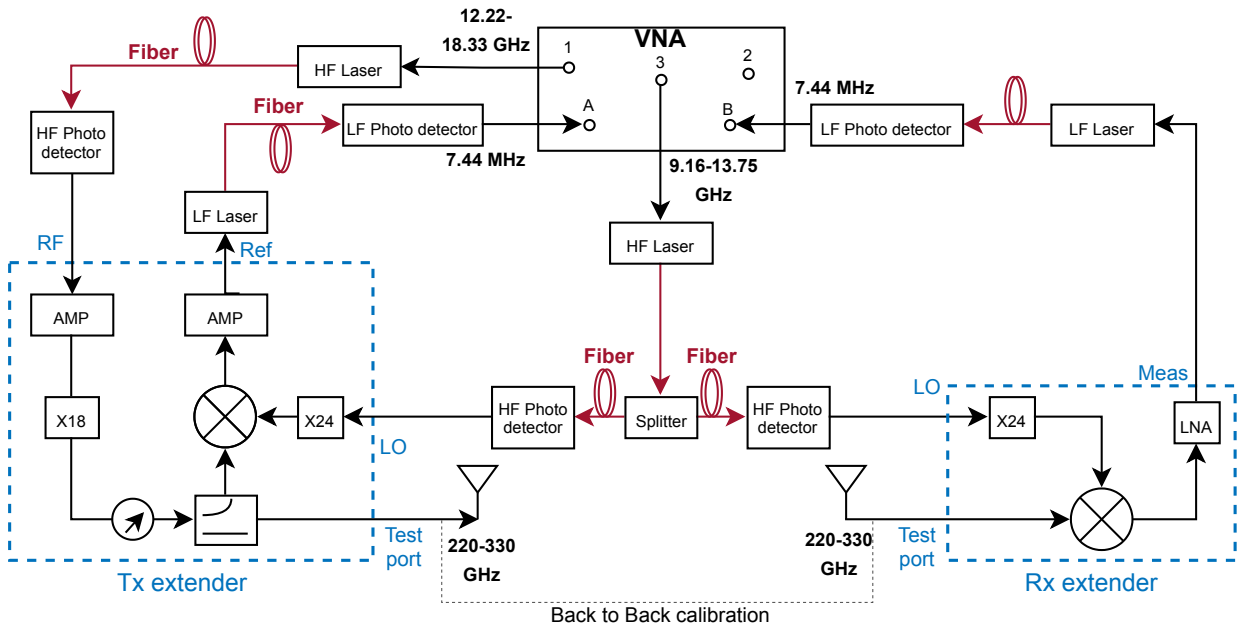 12.22-
18.33 GHz
Fiber
HF Laser
1
VNA
3
2
A
B
7.44 MHz
Fiber
LF Photo detector
7.44 MHz
LF Photo detector
LF Laser
HF Photo
detector
9.16-13.75
GHz
LF Laser
HF Laser
RF
Ref
AMP
AMP
Fiber
Fiber
Meas
LO
X18
X24
HF Photo
detector
Splitter
HF Photo
detector
X24
LNA
LO
Test
port
220-330
GHz
220-330
GHz
Test
port
Tx extender
Rx extender
Back to Back calibration